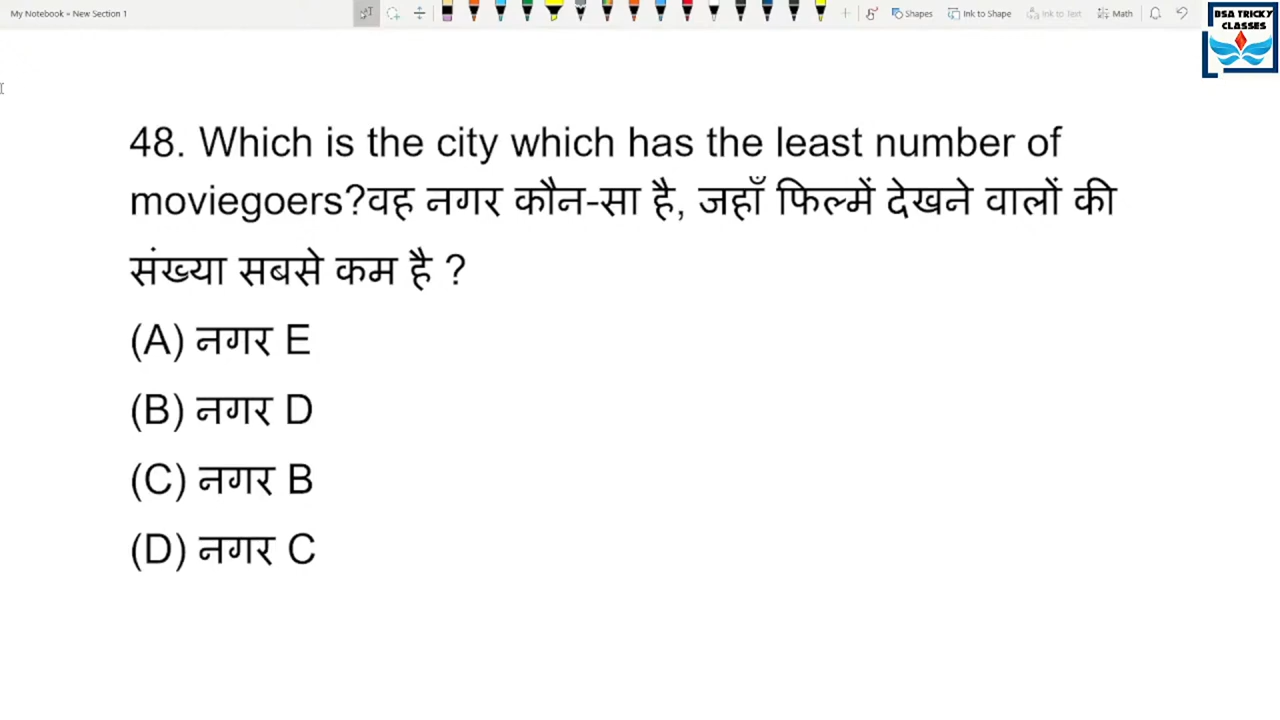 My Notebook – New Section 1
Shapes
Ink to Shape
Ink to Text
Math
BSA TRICKY
CLASSES
48. Which is the city which has the least number of
moviegoers?वह नगर कौन-सा है, जहाँ फिल्में देखने वालों की
संख्या सबसे कम है ?
(A) नगर E
(B) नगर D
(C) नगर B
(D) नगर C